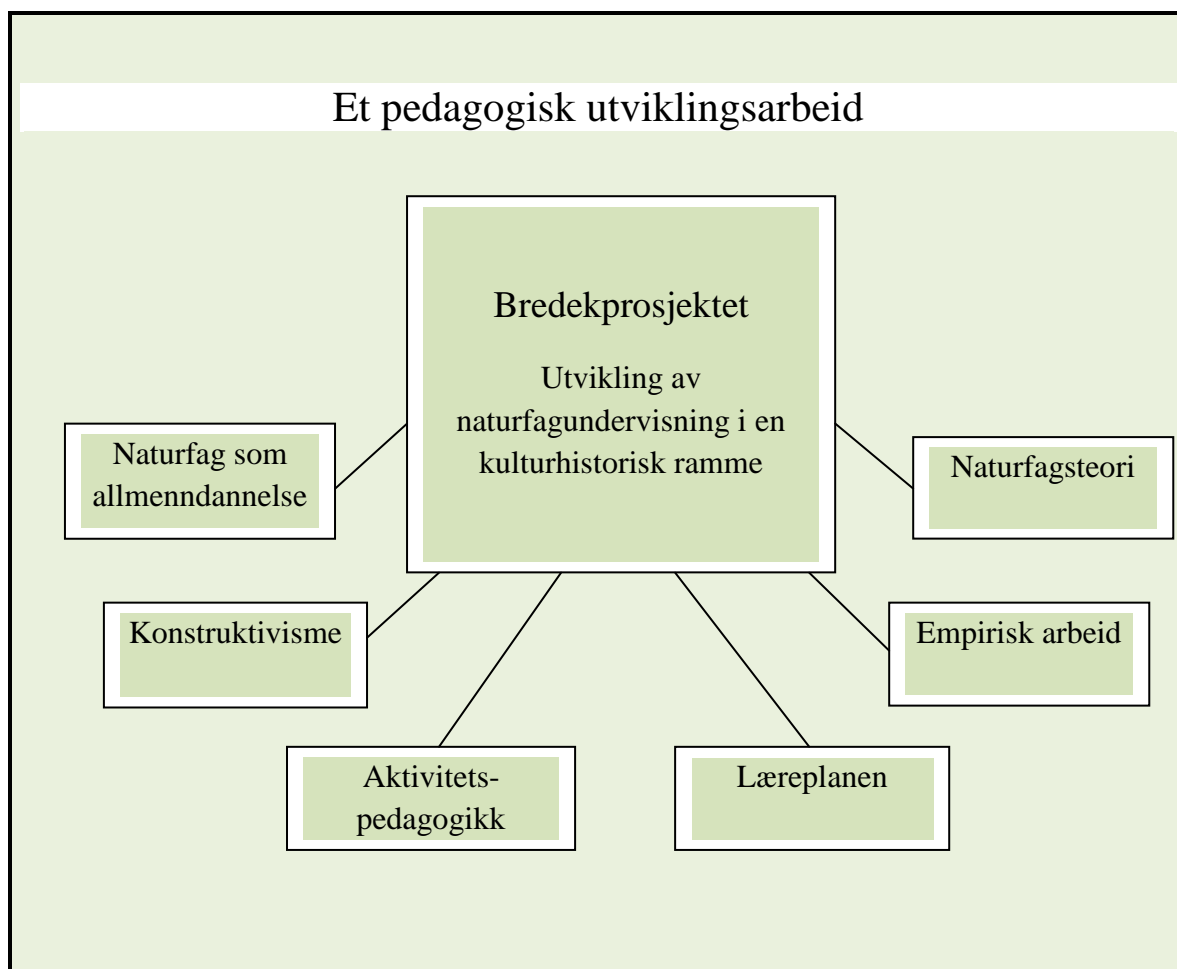 Et pedagogisk utviklingsarbeid
Bredekprosjektet
Utvikling av
naturfagundervisning i en
kulturhistorisk ramme
Naturfag som
allmenndannelse
Naturfagsteori
Konstruktivisme
Empirisk arbeid
Aktivitets-
pedagogikk
Læreplanen